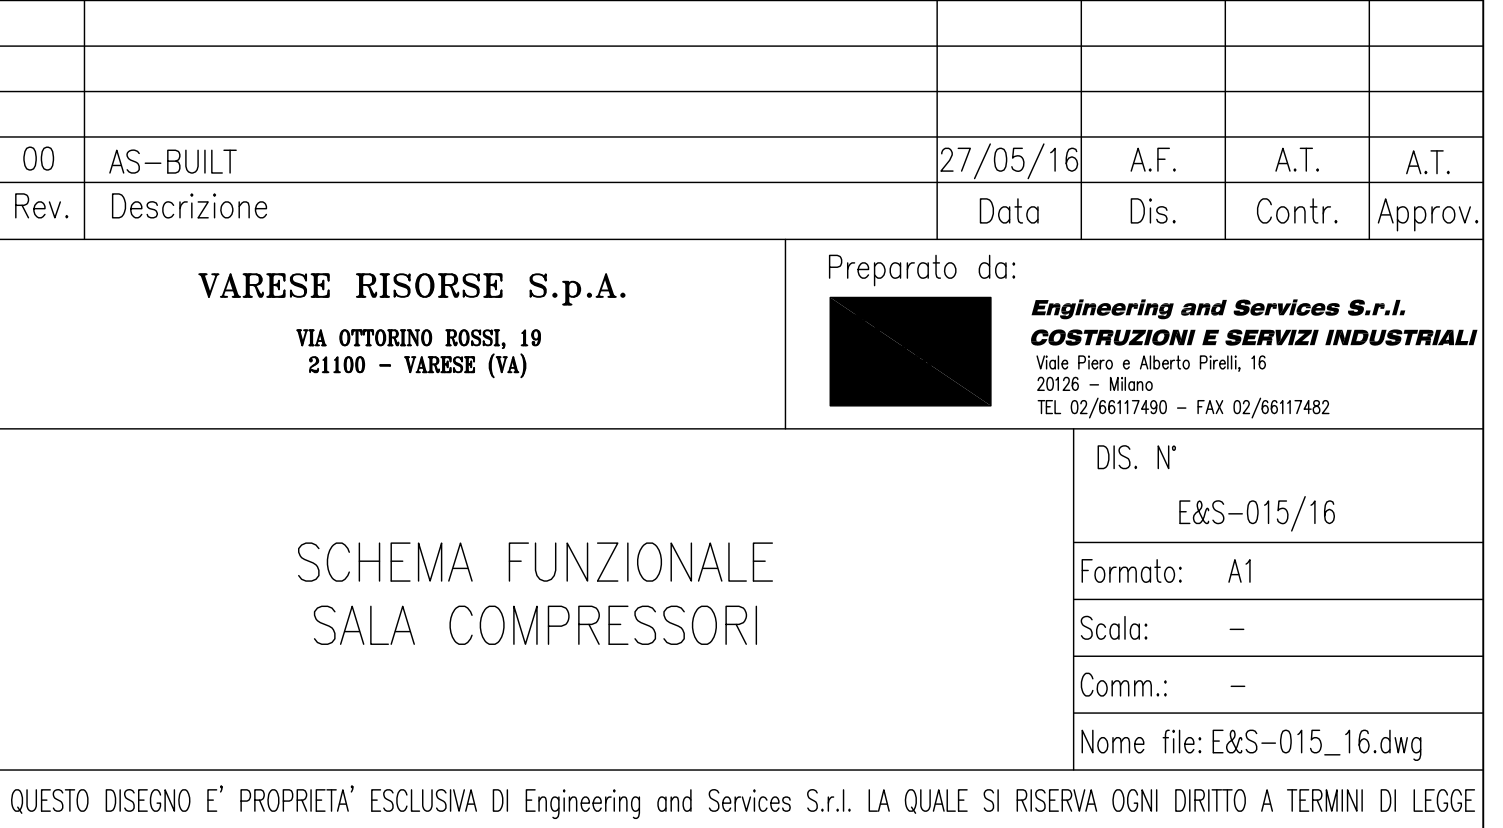 00 AS-BUILT 27/05/16 A.F. A.T. A.T.
Rev. Descrizione Data Dis. Contr. Approv.
VARESE RISORSE S.p.A.
VIA OTTORINO ROSSI, 19
21100 - VARESE (VA)
Preparato da:
Engineering and Services S.r.l.
COSTRUZIONI E SERVIZI INDUSTRIALI
Viale Piero e Alberto Pirelli, 16
20126 - Milano
TEL 02/66117490 - FAX 02/66117482
SCHEMA FUNZIONALE
SALA COMPRESSORI
DIS. N°
E&S-015/16
Formato: A1
Scala: -
Comm.: -
Nome file: E&S-015_16.dwg
QUESTO DISEGNO E' PROPRIETA' ESCLUSIVA DI Engineering and Services S.r.l. LA QUALE SI RISERVA OGNI DIRITTO A TERMINI DI LEGGE